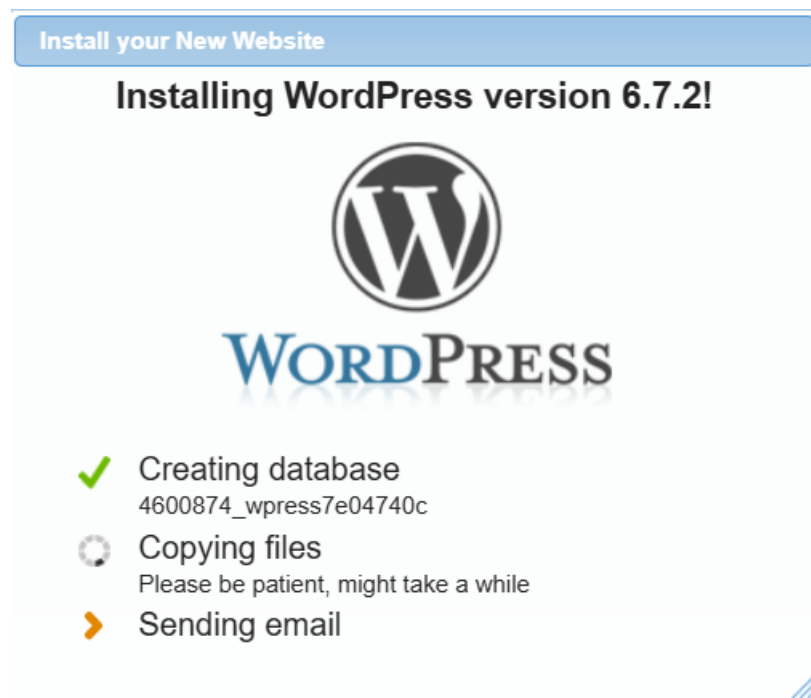 Install your New Website
Installing WordPress version 6.7.2!
WORDPRESS
Creating database
4600874_wpress7e04740c
Copying files
Please be patient, might take a while
Sending email